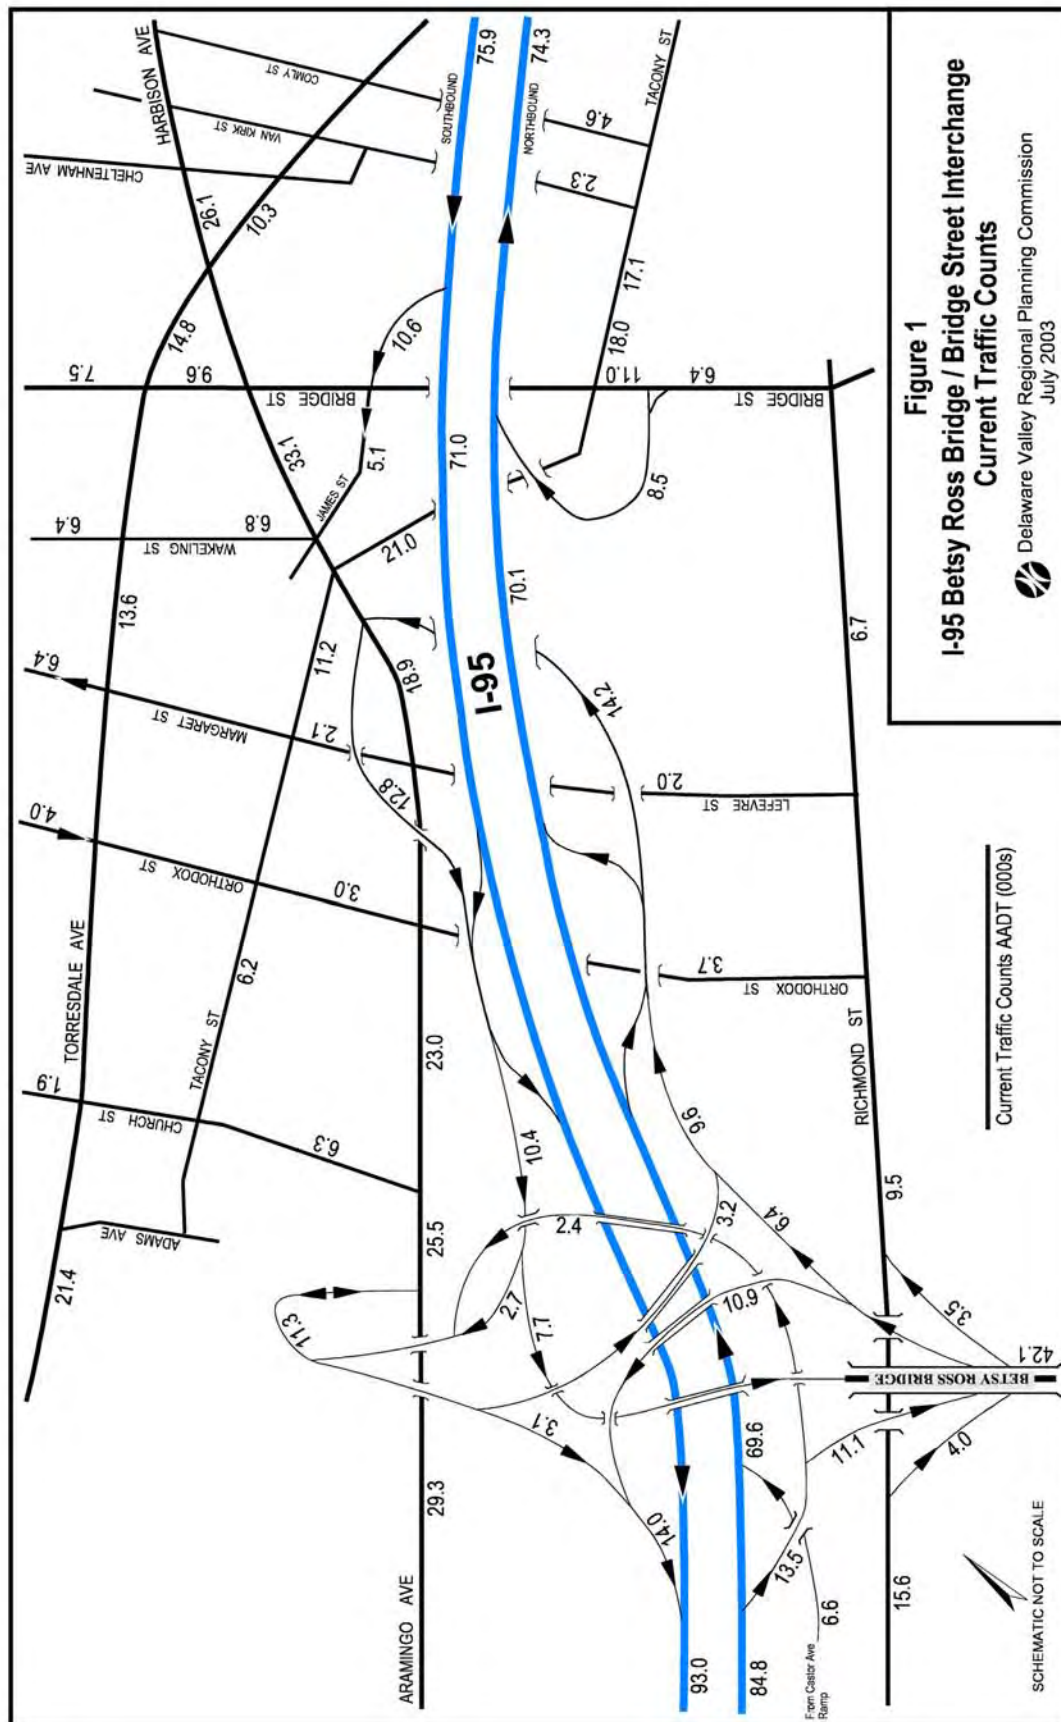 Figure 1
I-95 Betsy Ross Bridge / Bridge Street Interchange
Current Traffic Counts
Delaware Valley Regional Planning Commission
July 2003
Current Traffic Counts AADT (000s)
SCHEMATIC NOT TO SCALE
I-95
SOUTHBOUND
NORTHBOUND
HARBISON AVE
COMLY ST
VAN KIRK ST
CHELTENHAM AVE
TACONY ST
BRIDGE ST
BRIDGE ST
JAMES ST
WAKELING ST
MARGARET ST
ORTHODOX ST
TORRESDALE AVE
TACONY ST
CHURCH ST
ADAMS AVE
ARAMINGO AVE
LEFEVRE ST
ORTHODOX ST
RICHMOND ST
BETSY ROSS BRIDGE
From Castor Ave
Ramp
75.9
74.3
4.6
2.3
17.1
18.0
26.1
10.3
14.8
7.5
9.6
10.6
11.0
6.4
33.1
5.1
71.0
8.5
6.4
6.8
21.0
70.1
13.6
11.2
18.9
6.7
6.4
2.1
12.8
14.2
2.0
4.0
3.0
6.2
3.7
23.0
1.9
6.3
10.4
9.6
9.5
21.4
25.5
2.4
3.2
6.4
11.3
2.7
7.7
10.9
3.5
42.1
3.1
69.6
11.1
4.0
29.3
14.0
13.5
6.6
15.6
93.0
84.8